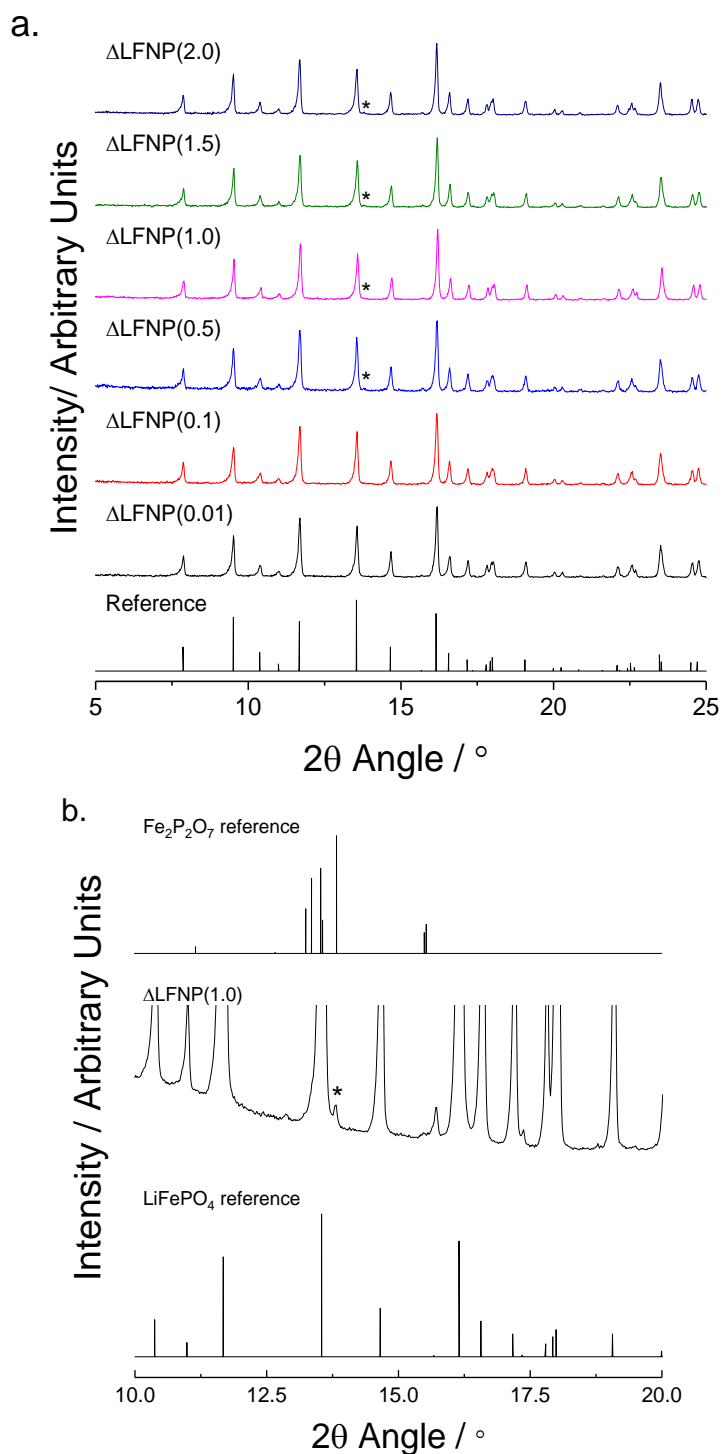 a.
ΔLFNP(2.0)
*
ΔLFNP(1.5)
*
ΔLFNP(1.0)
*
ΔLFNP(0.5)
*
ΔLFNP(0.1)
ΔLFNP(0.01)
Reference
Intensity/ Arbitrary Units
5 10 15 20 25
2θ Angle / °
b.
Fe₂P₂O₇ reference
ΔLFNP(1.0)
*
LiFePO₄ reference
Intensity / Arbitrary Units
10.0 12.5 15.0 17.5 20.0
2θ Angle / °